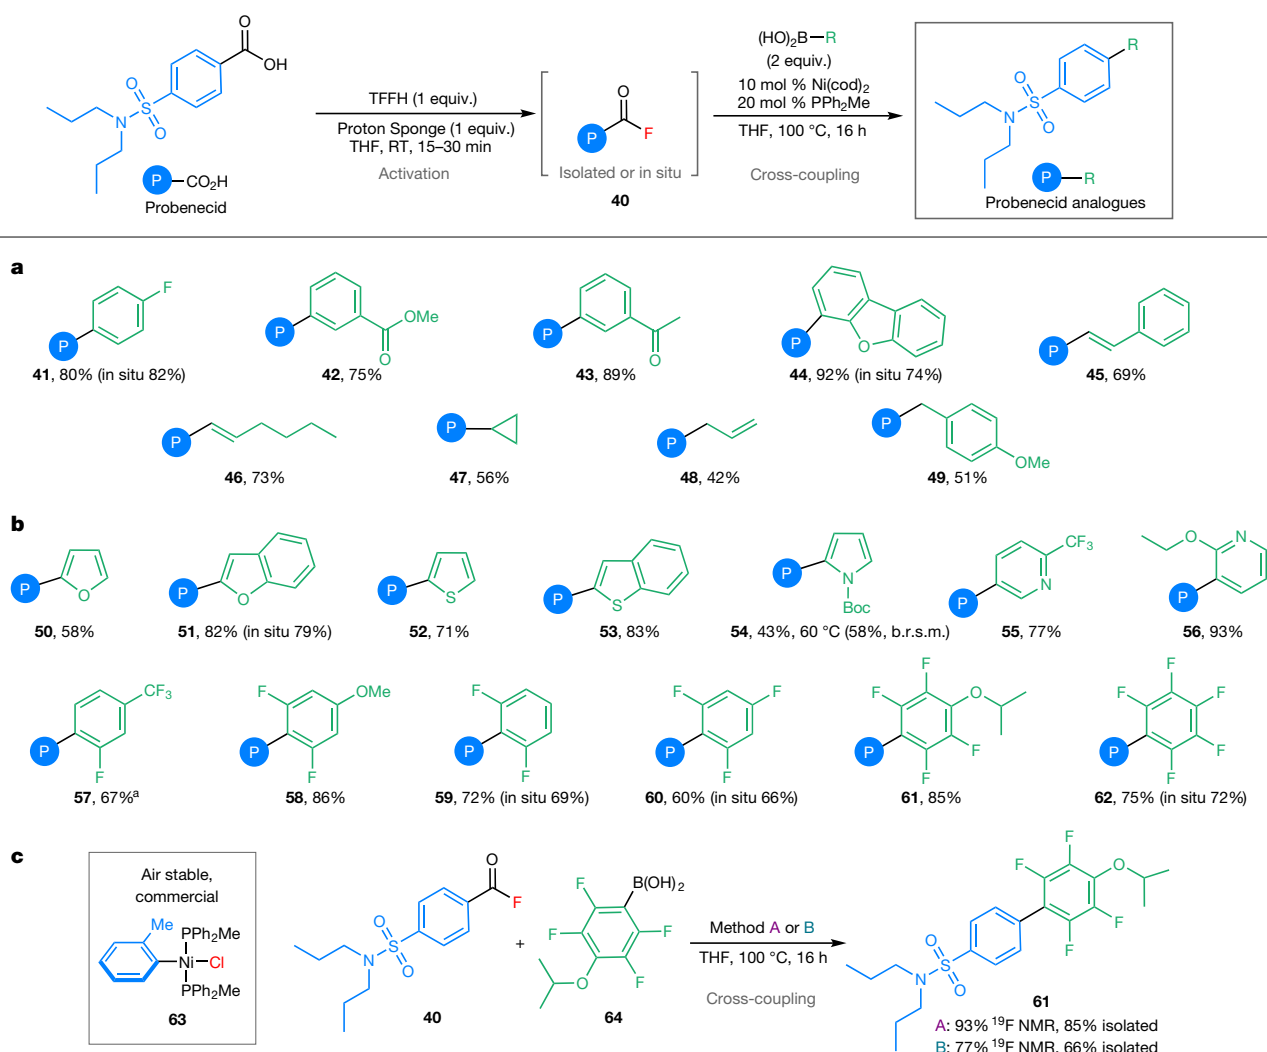 O
OH
O
S
O
N
P
CO₂H
Probenecid
TFFH (1 equiv.)
Proton Sponge (1 equiv.)
THF, RT, 15–30 min
Activation
O
F
P
Isolated or in situ
40
(HO)₂B—R
(2 equiv.)
10 mol % Ni(cod)₂
20 mol % PPh₂Me
THF, 100 °C, 16 h
Cross-coupling
R
O
S
O
N
P
R
Probenecid analogues
a
F
P
41, 80% (in situ 82%)
P
OMe
O
42, 75%
P
O
43, 89%
P
O
44, 92% (in situ 74%)
P
45, 69%
P
46, 73%
P
47, 56%
P
48, 42%
P
OMe
49, 51%
b
P
O
50, 58%
P
O
51, 82% (in situ 79%)
P
S
52, 71%
P
S
53, 83%
P
N
Boc
54, 43%, 60 °C (58%, b.r.s.m.)
P
CF₃
N
55, 77%
O
N
P
56, 93%
CF₃
P
F
57, 67%ᵃ
F
OMe
P
F
58, 86%
F
P
F
59, 72% (in situ 69%)
F
F
P
F
60, 60% (in situ 66%)
F
F
O
P
F
F
61, 85%
F
F
F
P
F
F
62, 75% (in situ 72%)
c
Air stable,
commercial
Me
PPh₂Me
Ni
Cl
PPh₂Me
63
O
F
O
S
O
N
40
+
B(OH)₂
F
F
F
O
F
64
Method A or B
THF, 100 °C, 16 h
Cross-coupling
F
F
O
F
F
O
S
O
N
61
A: 93% ¹⁹F NMR, 85% isolated
B: 77% ¹⁹F NMR, 66% isolated